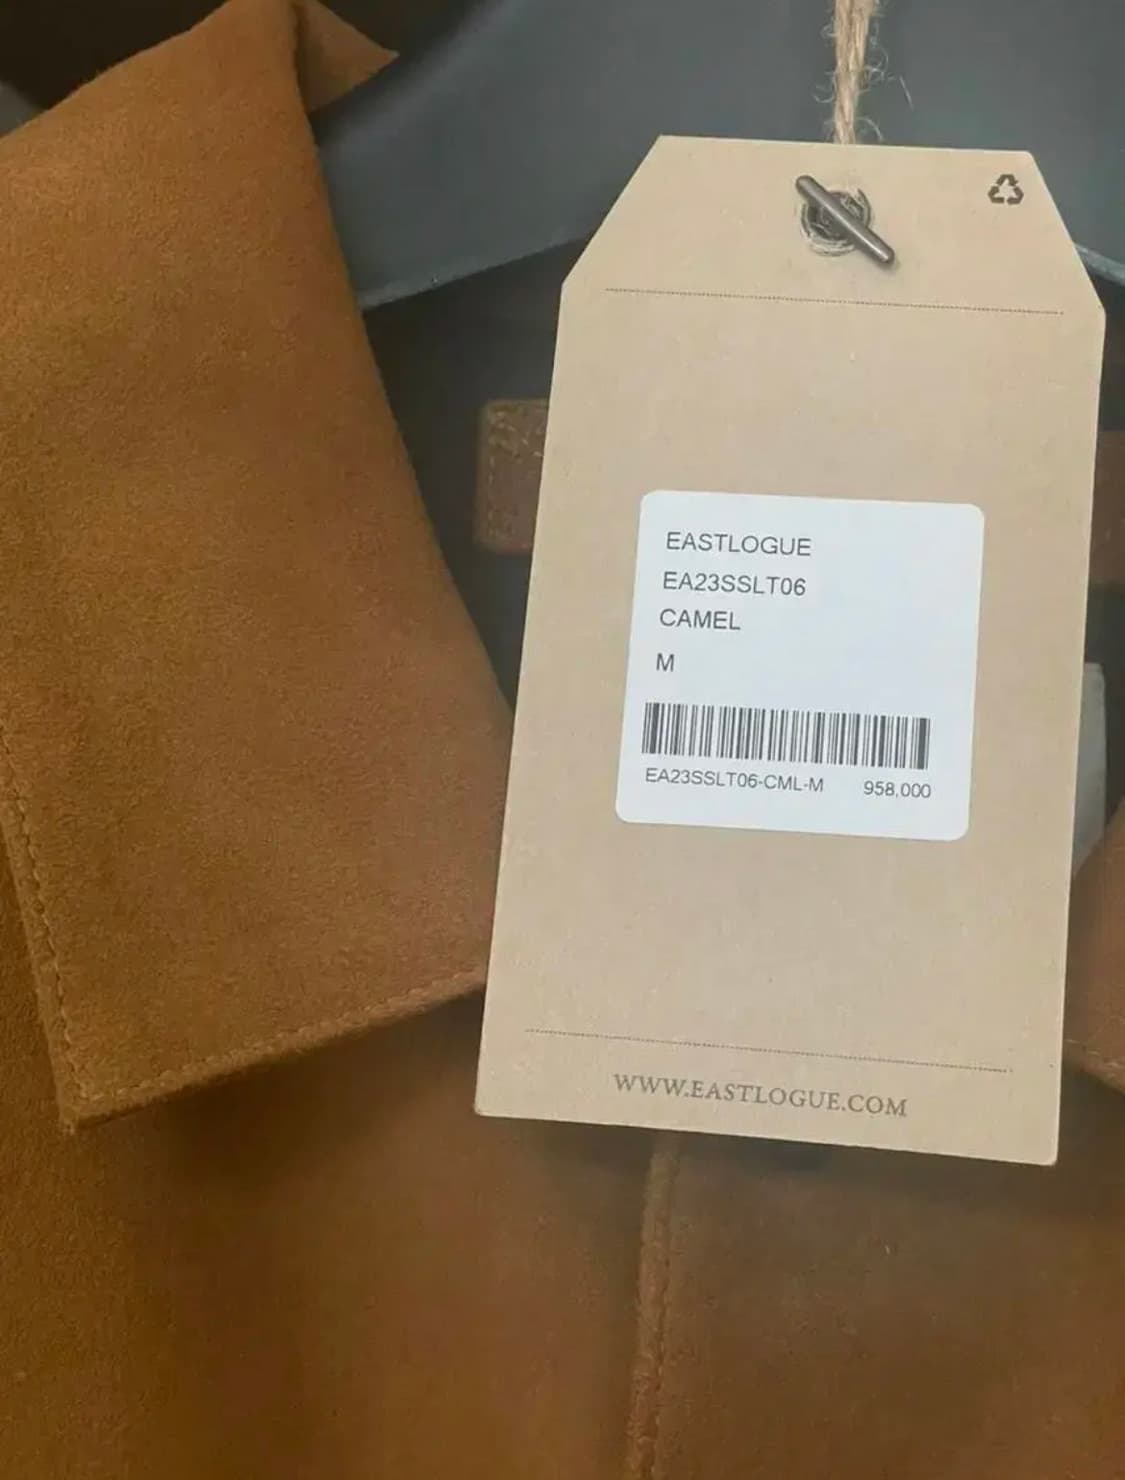 EASTLOGUE
EA23SSLT06
CAMEL
M
EA23SSLT06-CML-M 958,000
WWW.EASTLOGUE.COM